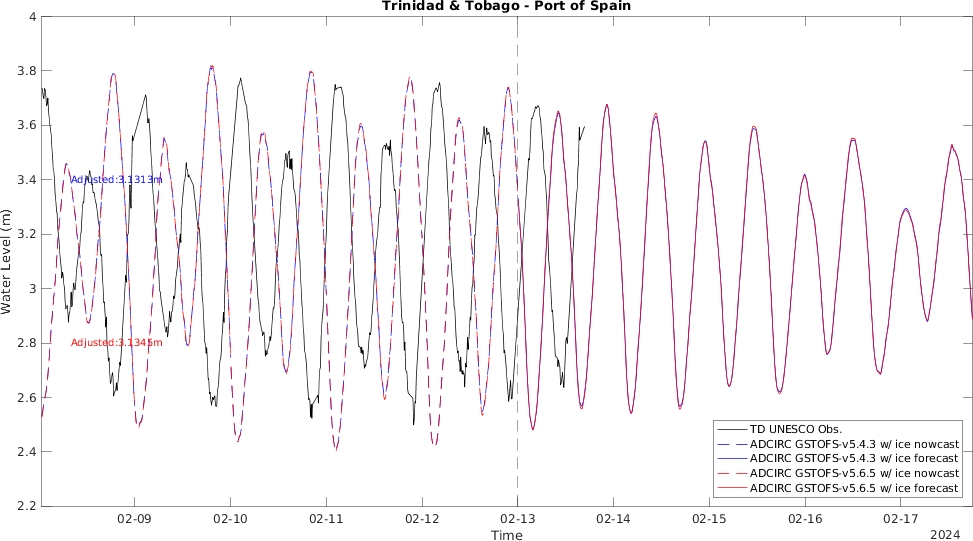 Trinidad & Tobago - Port of Spain
4
3.8
3.6
3.4
3.2
3
2.8
2.6
2.4
2.2
Water Level (m)
Adjusted:3.1313m
Adjusted:3.1345m
TD UNESCO Obs.
ADCIRC GSTOFS-v5.4.3 w/ ice nowcast
ADCIRC GSTOFS-v5.4.3 w/ ice forecast
ADCIRC GSTOFS-v5.6.5 w/ ice nowcast
ADCIRC GSTOFS-v5.6.5 w/ ice forecast
02-09 02-10 02-11 02-12 02-13 02-14 02-15 02-16 02-17
Time
2024